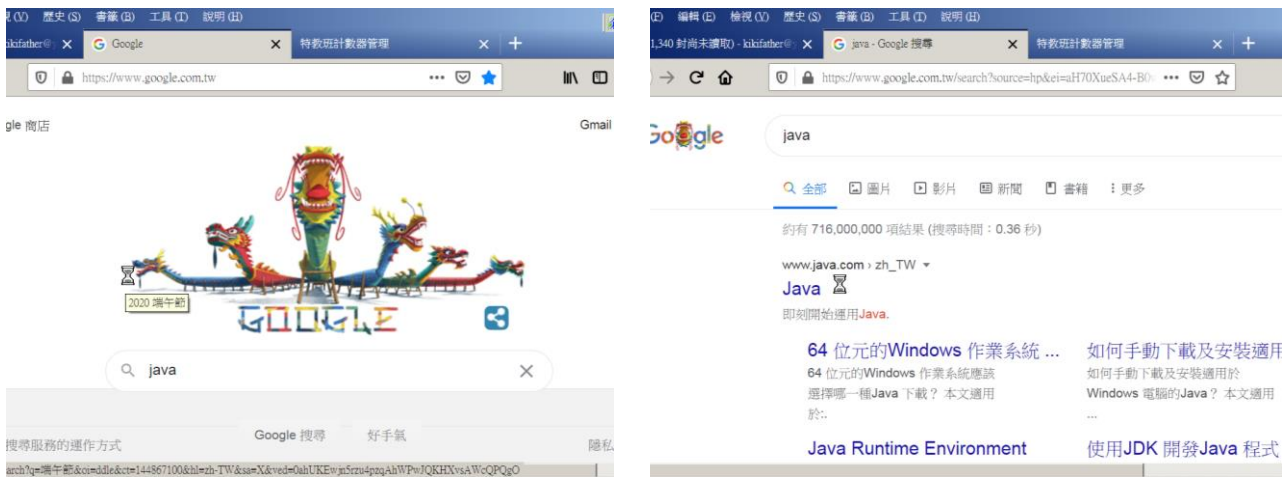 (V) 歷史(S) 書籤(B) 工具(T) 說明(H)
ikifather@ Google 特教班計數器管理
https://www.google.com.tw
gle 商店 Gmail
2020 端午節
GOOGLE
java
Google 搜尋 好手氣
搜尋服務的運作方式 隱私
(E) 編輯(E) 檢視(V) 歷史(S) 書籤(B) 工具(T) 說明(H)
1,340 封尚未讀取) - kikifather@ java - Google 搜尋 特教班計數器管理
https://www.google.com.tw/search?source=hp&ei=aH70XueSA4-B0
Google java
全部 圖片 影片 新聞 書籍 更多
約有 716,000,000 項結果 (搜尋時間：0.36 秒)
www.java.com › zh_TW
Java
即刻開始運用Java.
64 位元的Windows 作業系統 ...
64 位元的Windows 作業系統應該
選擇哪一種Java 下載？ 本文適用
於:.
如何手動下載及安裝適用
如何手動下載及安裝適用於
Windows 電腦的Java？ 本文適用
...
Java Runtime Environment
使用JDK 開發Java 程式